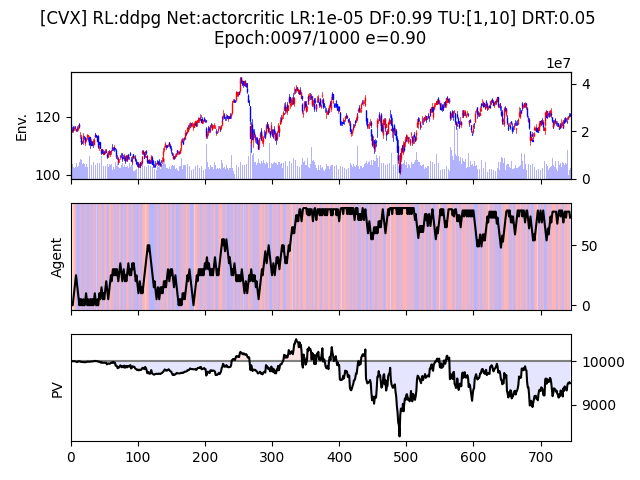 [CVX] RL:ddpg Net:actorcritic LR:1e-05 DF:0.99 TU:[1,10] DRT:0.05
Epoch:0097/1000 e=0.90
1e7
Env.
120
100
4
2
0
Agent
50
0
PV
10000
9000
0 100 200 300 400 500 600 700